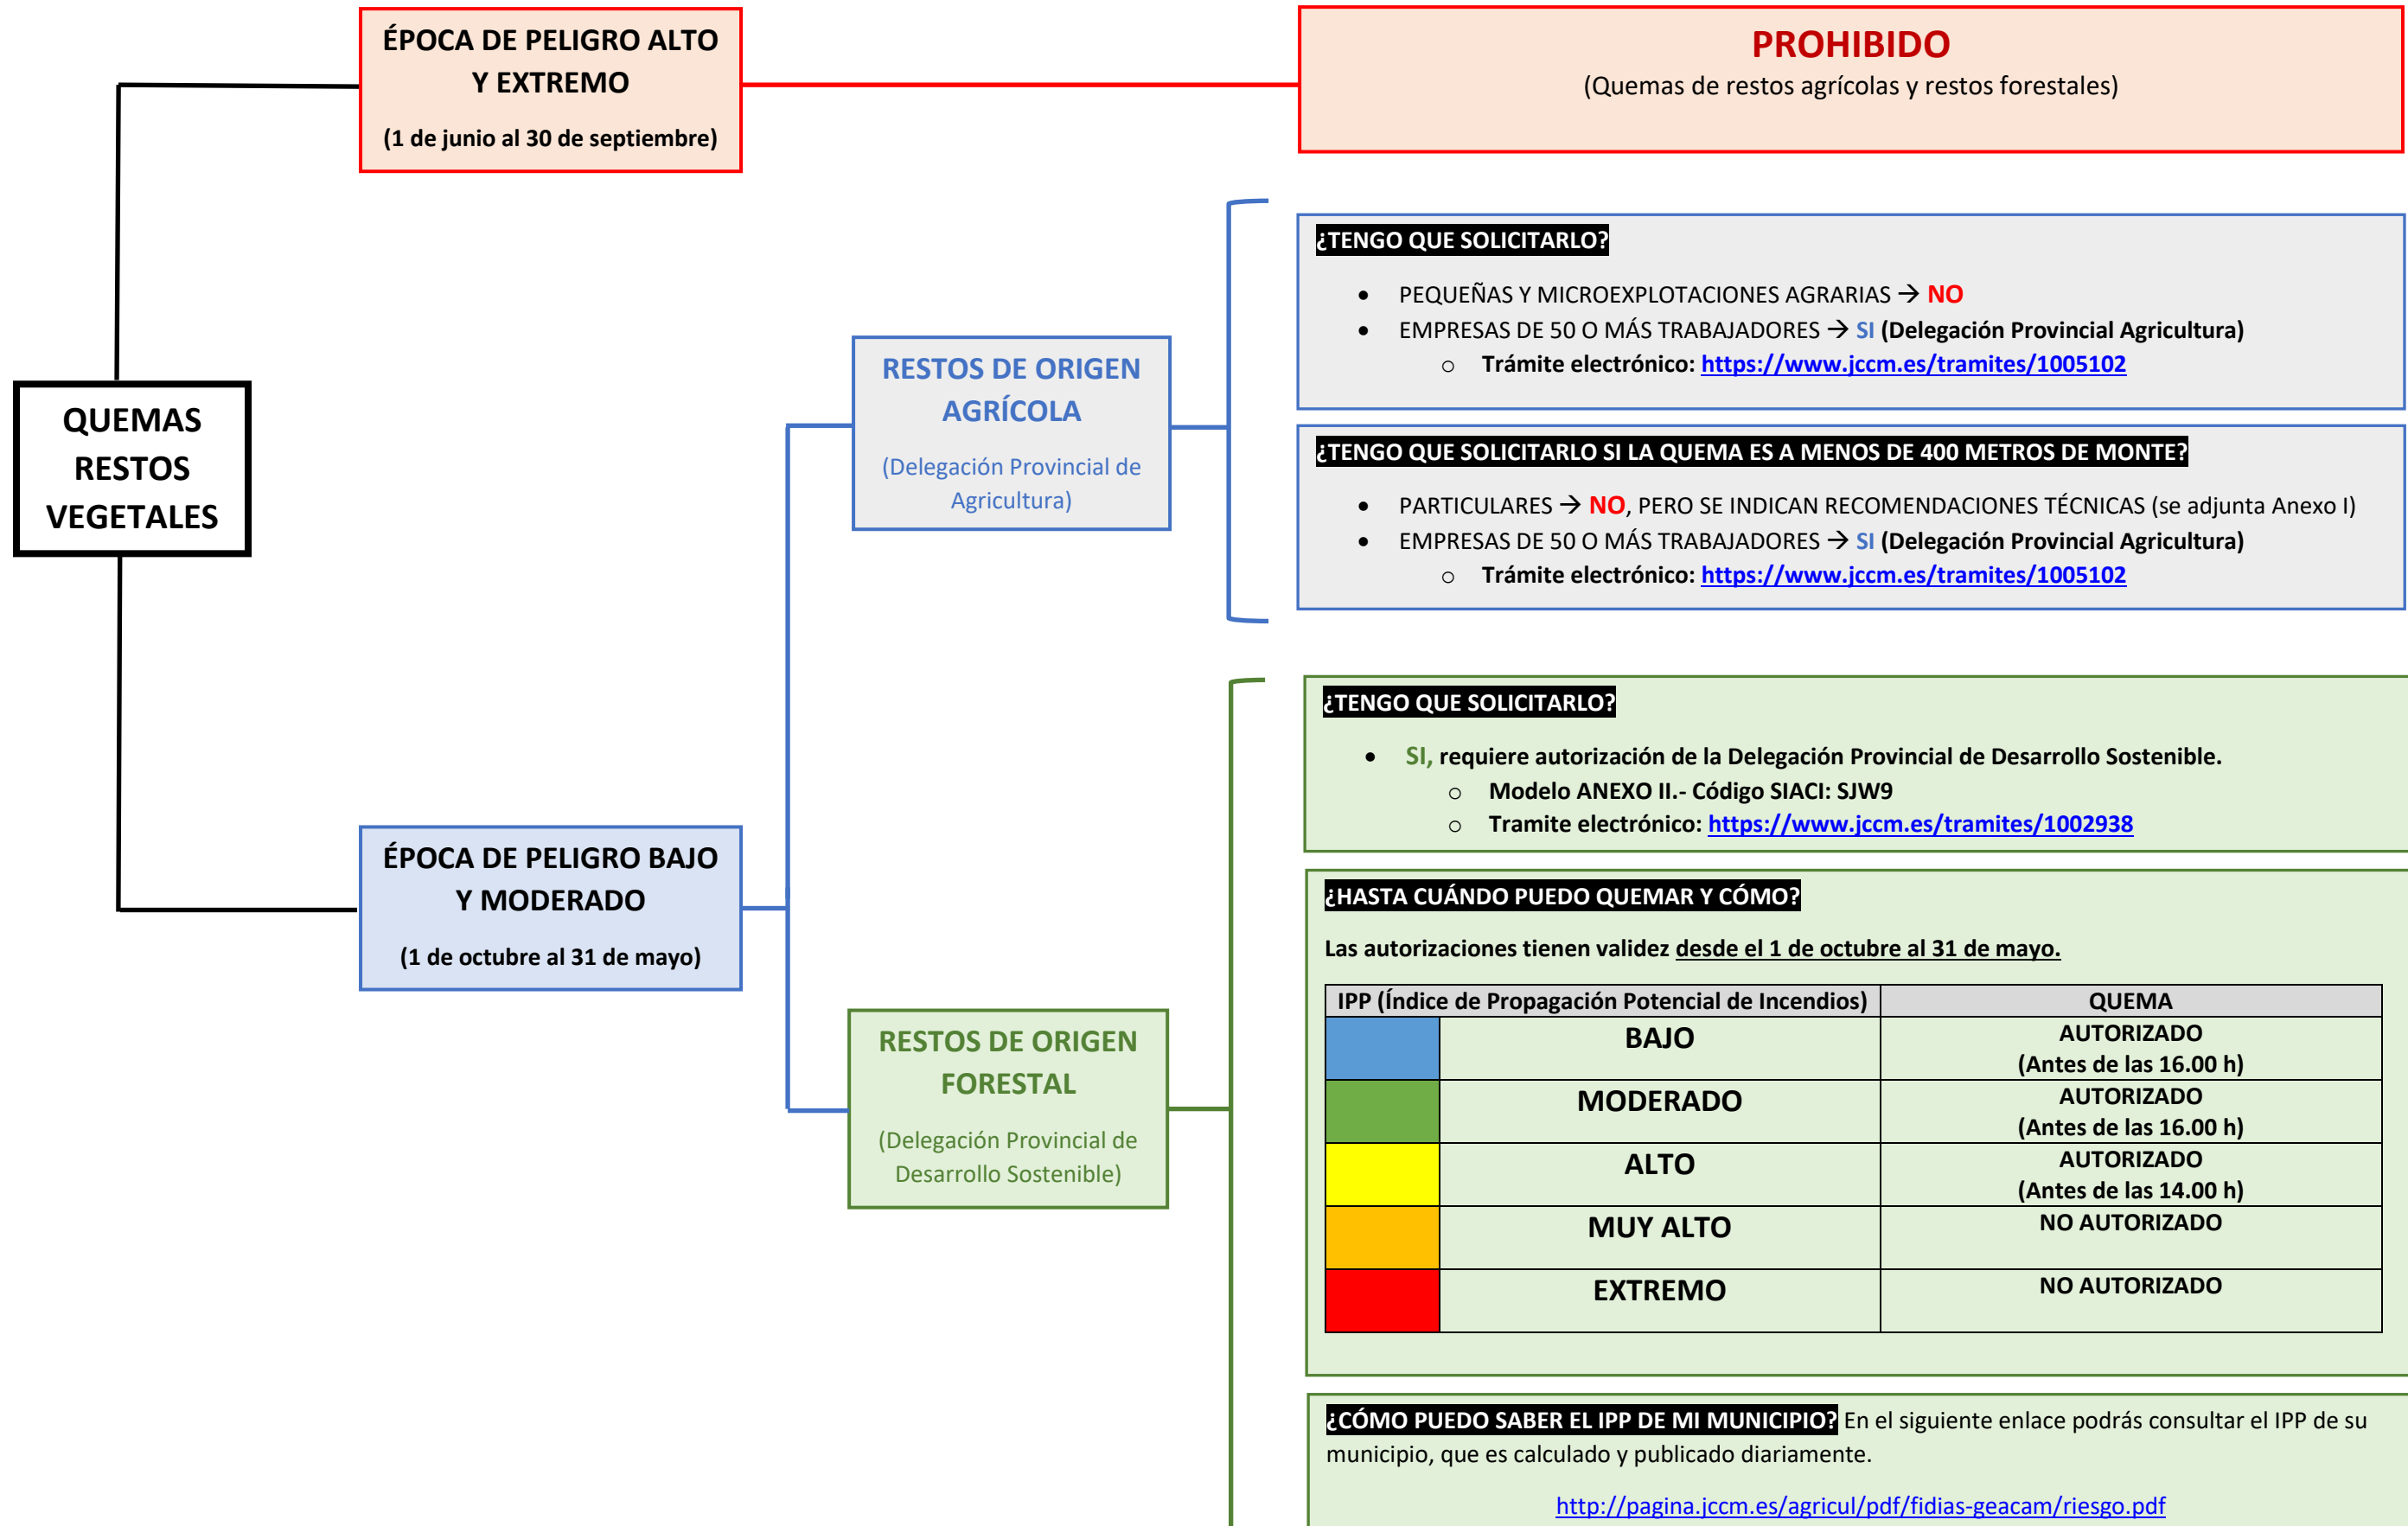 ÉPOCA DE PELIGRO ALTO
Y EXTREMO
(1 de junio al 30 de septiembre)
PROHIBIDO
(Quemas de restos agrícolas y restos forestales)
QUEMAS
RESTOS
VEGETALES
RESTOS DE ORIGEN
AGRÍCOLA
(Delegación Provincial de
Agricultura)
¿TENGO QUE SOLICITARLO?
• PEQUEÑAS Y MICROEXPLOTACIONES AGRARIAS → NO
• EMPRESAS DE 50 O MÁS TRABAJADORES → SI (Delegación Provincial Agricultura)
o Trámite electrónico: https://www.jccm.es/tramites/1005102
¿TENGO QUE SOLICITARLO SI LA QUEMA ES A MENOS DE 400 METROS DE MONTE?
• PARTICULARES → NO, PERO SE INDICAN RECOMENDACIONES TÉCNICAS (se adjunta Anexo I)
• EMPRESAS DE 50 O MÁS TRABAJADORES → SI (Delegación Provincial Agricultura)
o Trámite electrónico: https://www.jccm.es/tramites/1005102
ÉPOCA DE PELIGRO BAJO
Y MODERADO
(1 de octubre al 31 de mayo)
RESTOS DE ORIGEN
FORESTAL
(Delegación Provincial de
Desarrollo Sostenible)
¿TENGO QUE SOLICITARLO?
• SI, requiere autorización de la Delegación Provincial de Desarrollo Sostenible.
o Modelo ANEXO II.- Código SIACI: SJW9
o Tramite electrónico: https://www.jccm.es/tramites/1002938
¿HASTA CUÁNDO PUEDO QUEMAR Y CÓMO?
Las autorizaciones tienen validez desde el 1 de octubre al 31 de mayo.
IPP (Índice de Propagación Potencial de Incendios) QUEMA
BAJO AUTORIZADO
(Antes de las 16.00 h)
MODERADO AUTORIZADO
(Antes de las 16.00 h)
ALTO AUTORIZADO
(Antes de las 14.00 h)
MUY ALTO NO AUTORIZADO
EXTREMO NO AUTORIZADO
¿CÓMO PUEDO SABER EL IPP DE MI MUNICIPIO? En el siguiente enlace podrás consultar el IPP de su
municipio, que es calculado y publicado diariamente.
http://pagina.jccm.es/agricul/pdf/fidias-geacam/riesgo.pdf